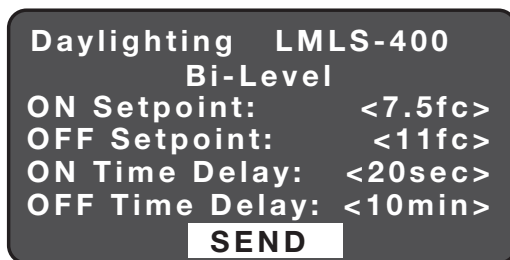 Daylighting LMLS-400
Bi-Level
ON Setpoint: <7.5fc>
OFF Setpoint: <11fc>
ON Time Delay: <20sec>
OFF Time Delay: <10min>
SEND